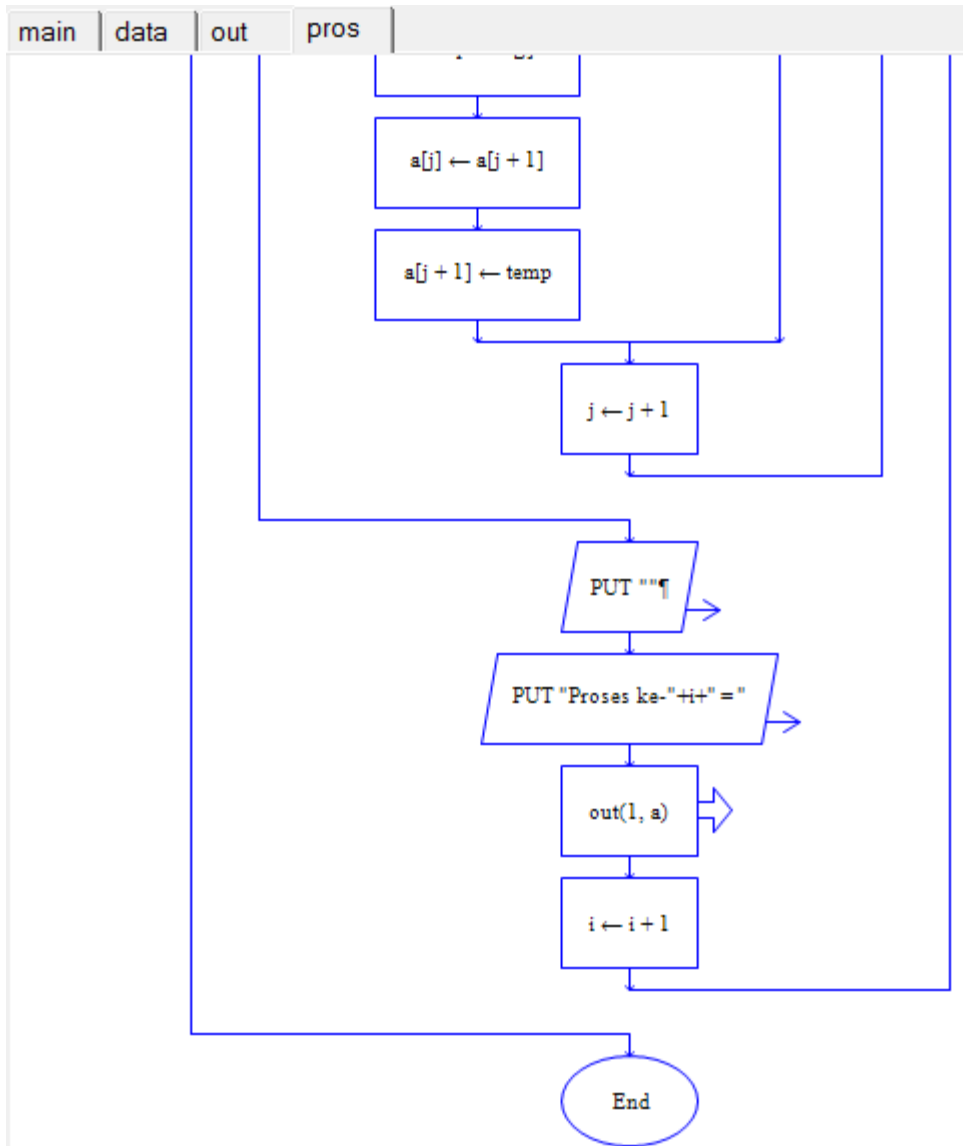 main data out pros
a[j] ← a[j + 1]
a[j + 1] ← temp
j ← j + 1
PUT ""¶
PUT "Proses ke-"+i+" = "
out(1, a)
i ← i + 1
End